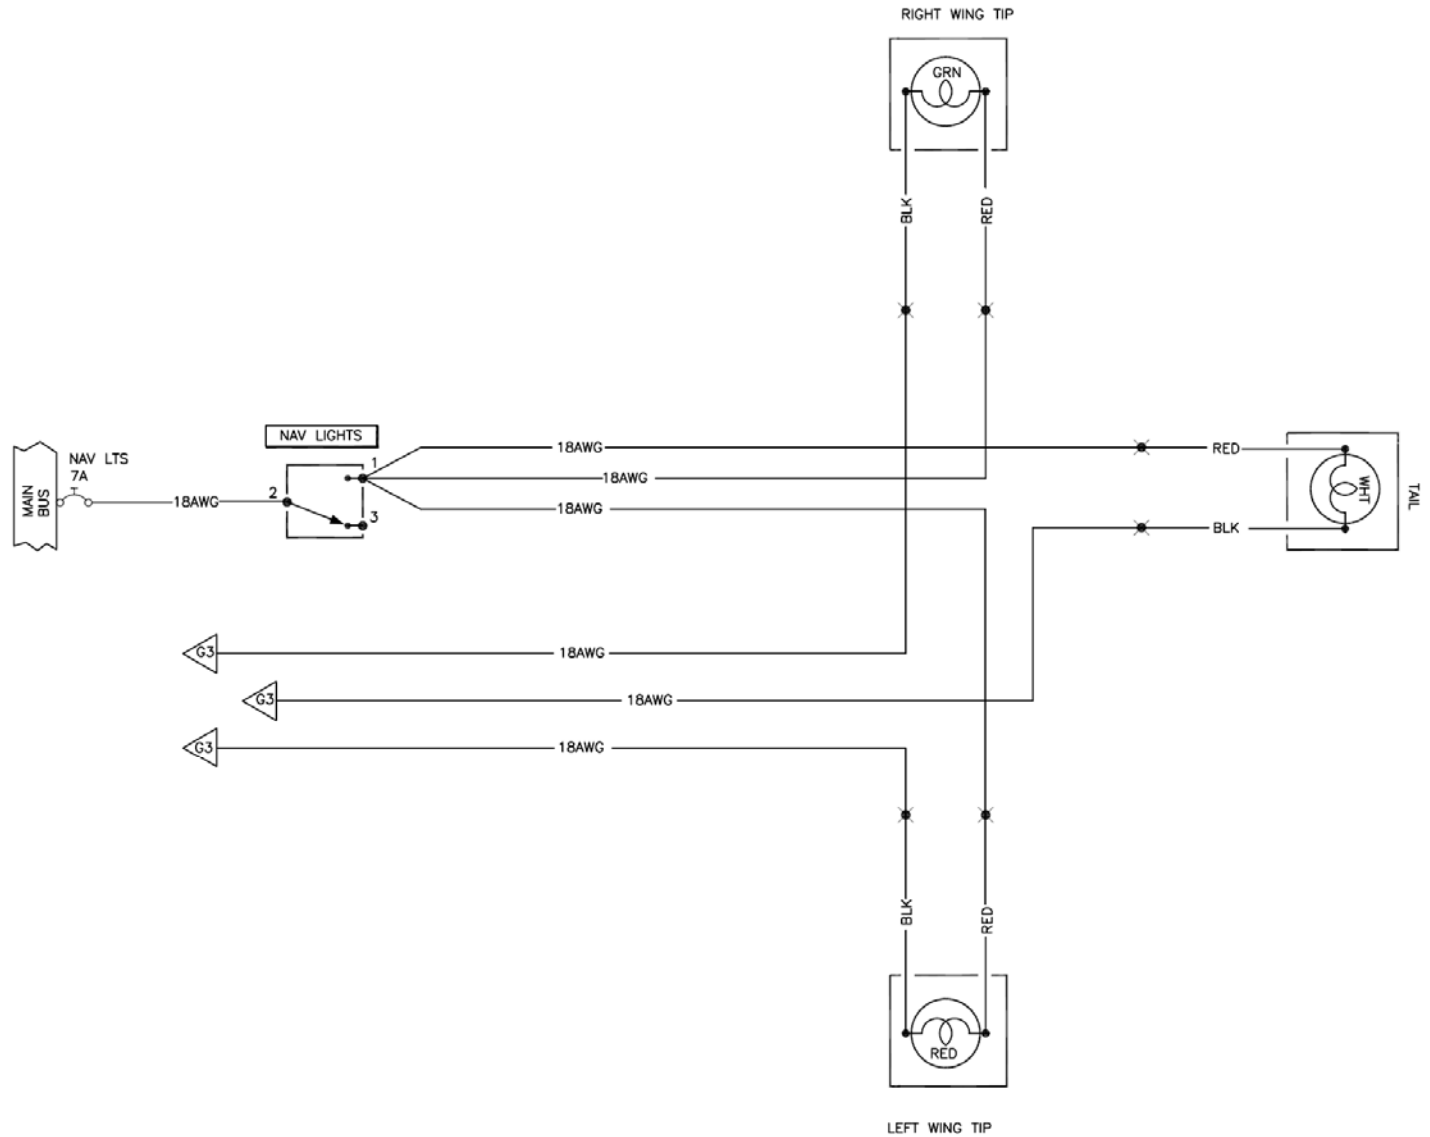 RIGHT WING TIP
GRN
BLK
RED
NAV LIGHTS
NAV LTS
7A
MAIN
BUS
18AWG
2
1
3
18AWG
18AWG
18AWG
RED
WHT
TAIL
BLK
G3
18AWG
G3
18AWG
G3
18AWG
BLK
RED
RED
LEFT WING TIP